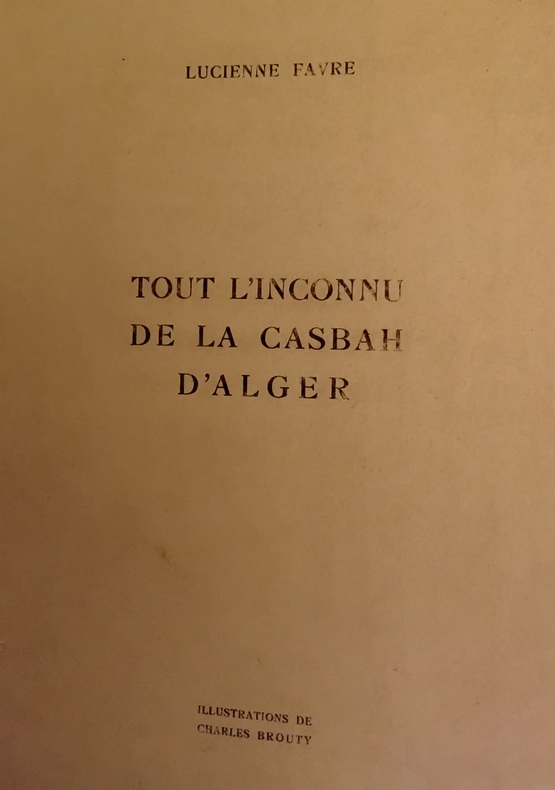 LUCIENNE FAVRE
TOUT L'INCONNU
DE LA CASBAH
D'ALGER
ILLUSTRATIONS DE
CHARLES BROUTY